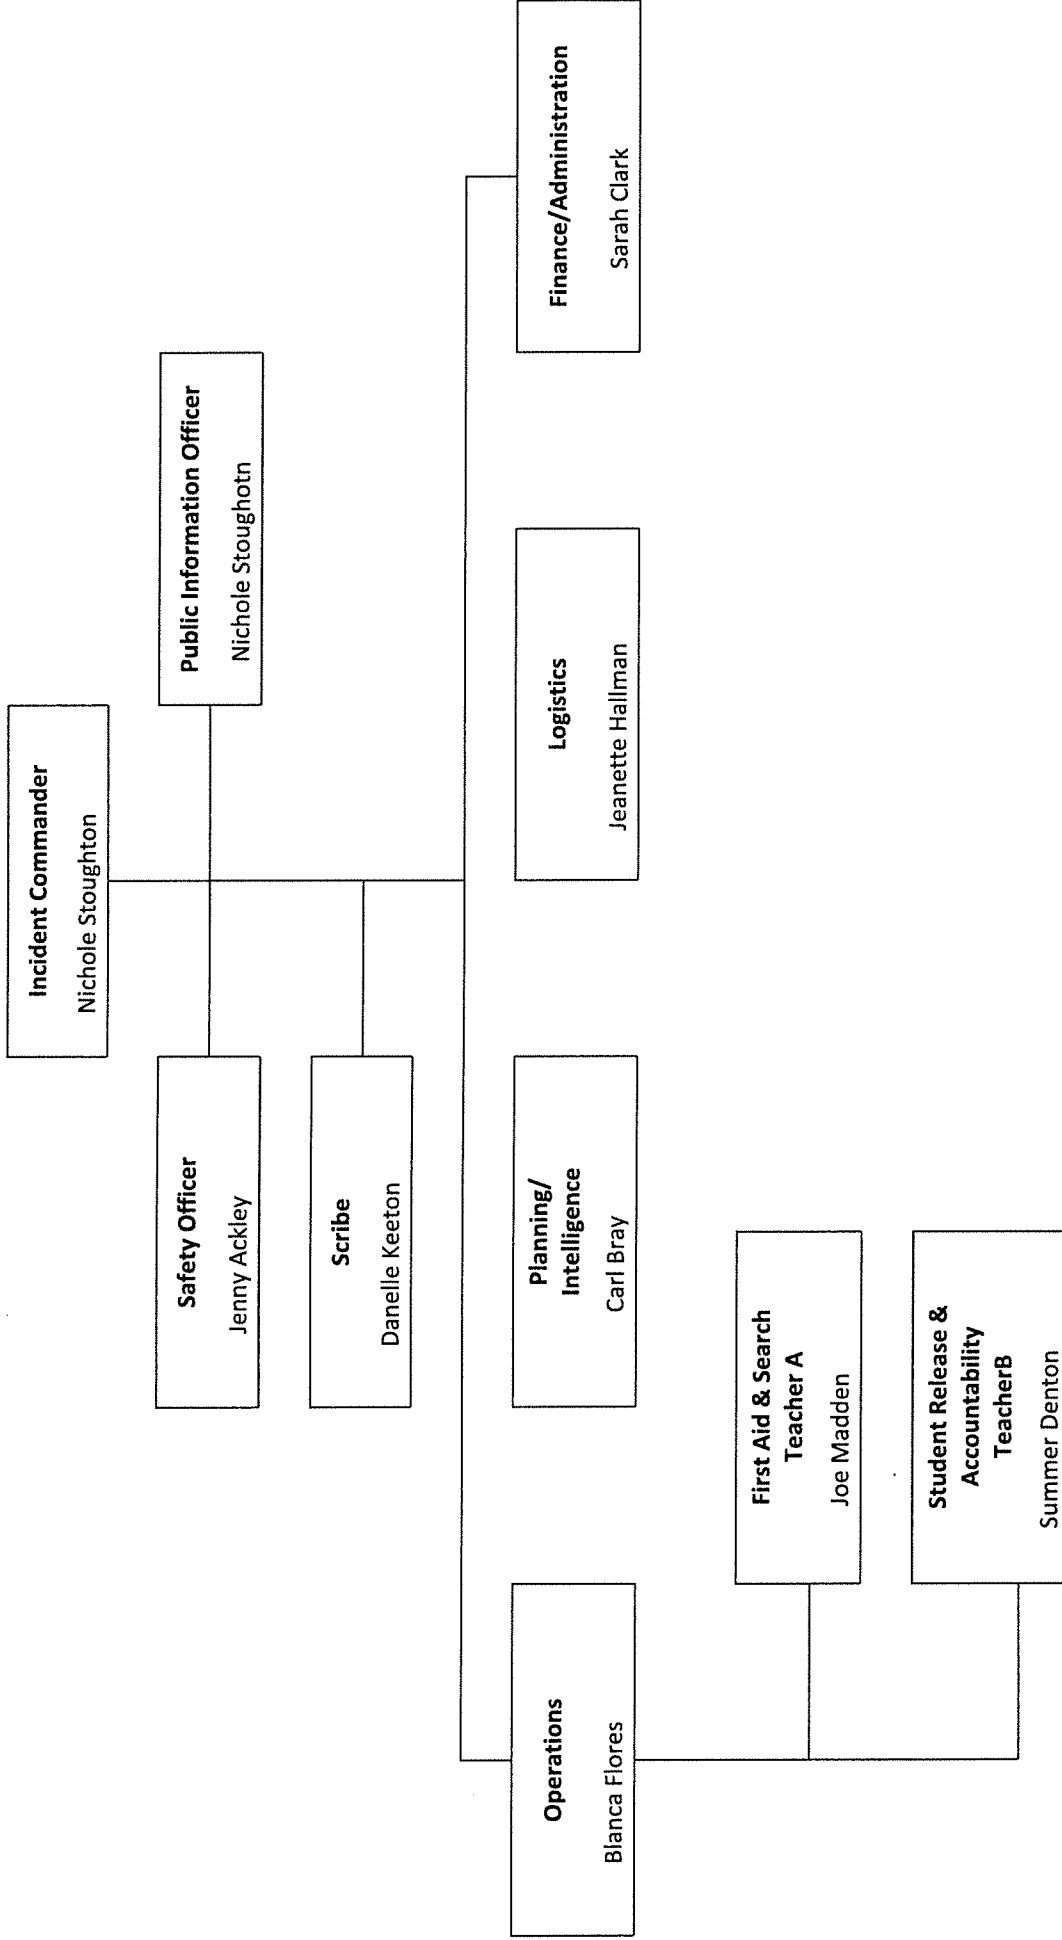 Incident Commander
Nichole Stoughton
Safety Officer
Jenny Ackley
Public Information Officer
Nichole Stoughotn
Scribe
Danelle Keeton
Operations
Blanca Flores
Planning/
Intelligence
Carl Bray
Logistics
Jeanette Hallman
Finance/Administration
Sarah Clark
First Aid & Search
Teacher A
Joe Madden
Student Release &
Accountability
TeacherB
Summer Denton